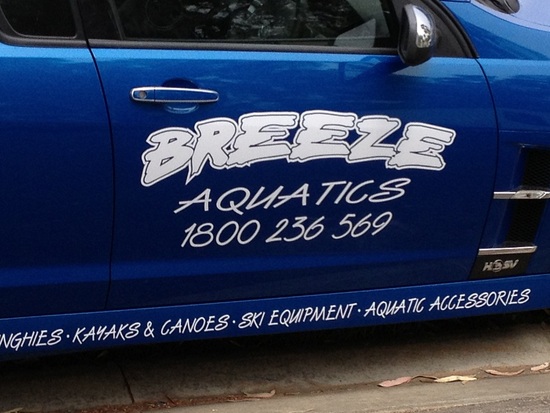 BREEZE
AQUATICS
1800 236 569
HSV
NGHIES · KAYAKS & CANOES · SKI EQUIPMENT · AQUATIC ACCESSORIES